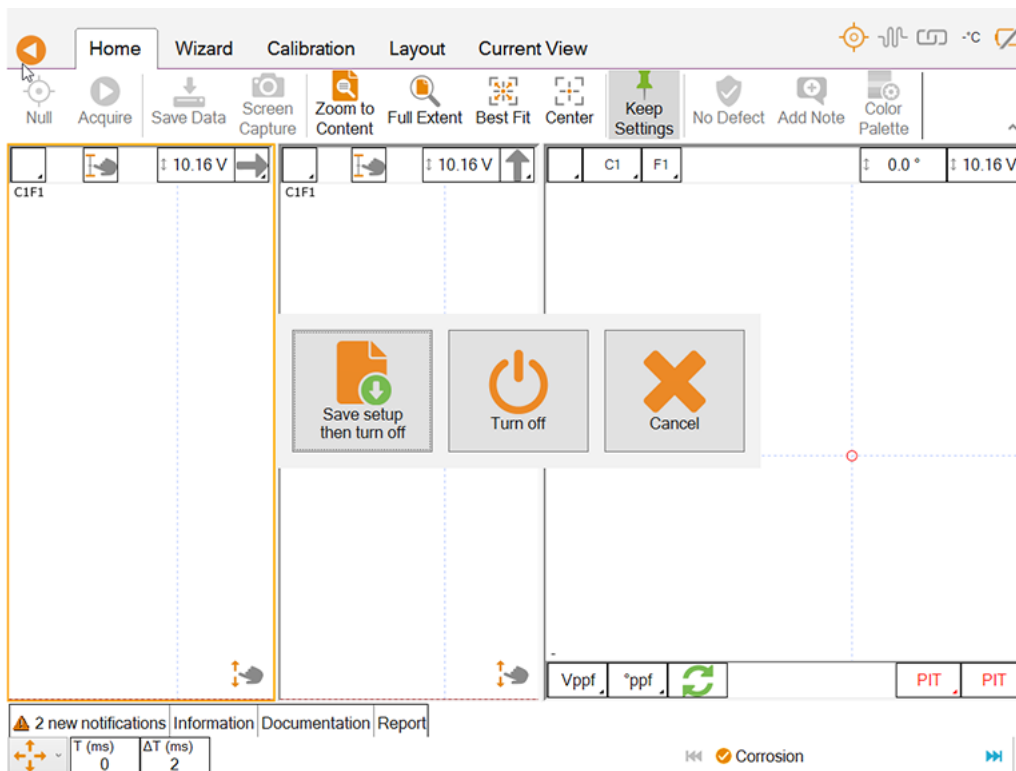 Home Wizard Calibration Layout Current View
-°C
Null Acquire Save Data Screen Capture Zoom to Content Full Extent Best Fit Center Keep Settings No Defect Add Note Color Palette
10.16 V 10.16 V C1 F1 0.0 ° 10.16 V
C1F1 C1F1
Save setup then turn off
Turn off
Cancel
-
Vppf °ppf PIT PIT
2 new notifications Information Documentation Report
T (ms) ΔT (ms)
0 2 Corrosion